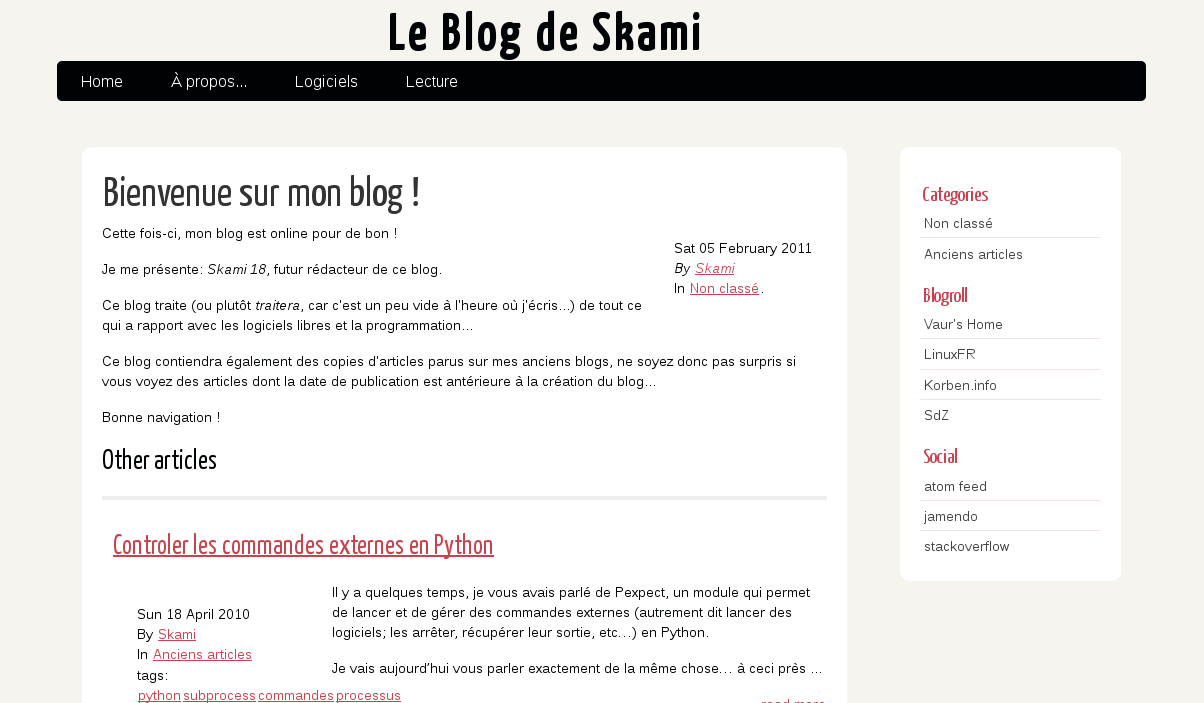 Le Blog de Skami
Home À propos... Logiciels Lecture
Bienvenue sur mon blog !
Cette fois-ci, mon blog est online pour de bon !
Sat 05 February 2011
By Skami
In Non classé.
Je me présente: Skami 18, futur rédacteur de ce blog.
Ce blog traite (ou plutôt traitera, car c'est un peu vide à l'heure où j'écris...) de tout ce
qui a rapport avec les logiciels libres et la programmation...
Ce blog contiendra également des copies d'articles parus sur mes anciens blogs, ne soyez donc pas surpris si
vous voyez des articles dont la date de publication est antérieure à la création du blog...
Bonne navigation !
Other articles
Controler les commandes externes en Python
Sun 18 April 2010
By Skami
In Anciens articles
tags:
python subprocess commandes processus
Il y a quelques temps, je vous avais parlé de Pexpect, un module qui permet
de lancer et de gérer des commandes externes (autrement dit lancer des
logiciels; les arrêter, récupérer leur sortie, etc…) en Python.
Je vais aujourd’hui vous parler exactement de la même chose… à ceci près ...
read more
Categories
Non classé
Anciens articles
Blogroll
Vaur's Home
LinuxFR
Korben.info
SdZ
Social
atom feed
jamendo
stackoverflow